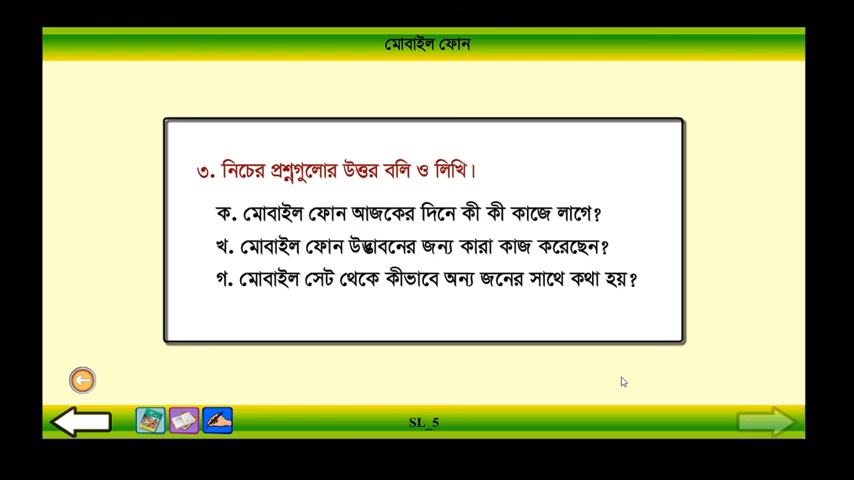 মোবাইল ফোন
৩. নিচের প্রশ্নগুলোর উত্তর বলি ও লিখি।
ক. মোবাইল ফোন আজকের দিনে কী কী কাজে লাগে?
খ. মোবাইল ফোন উদ্ভাবনের জন্য কারা কাজ করেছেন?
গ. মোবাইল সেট থেকে কীভাবে অন্য জনের সাথে কথা হয়?
SL_5